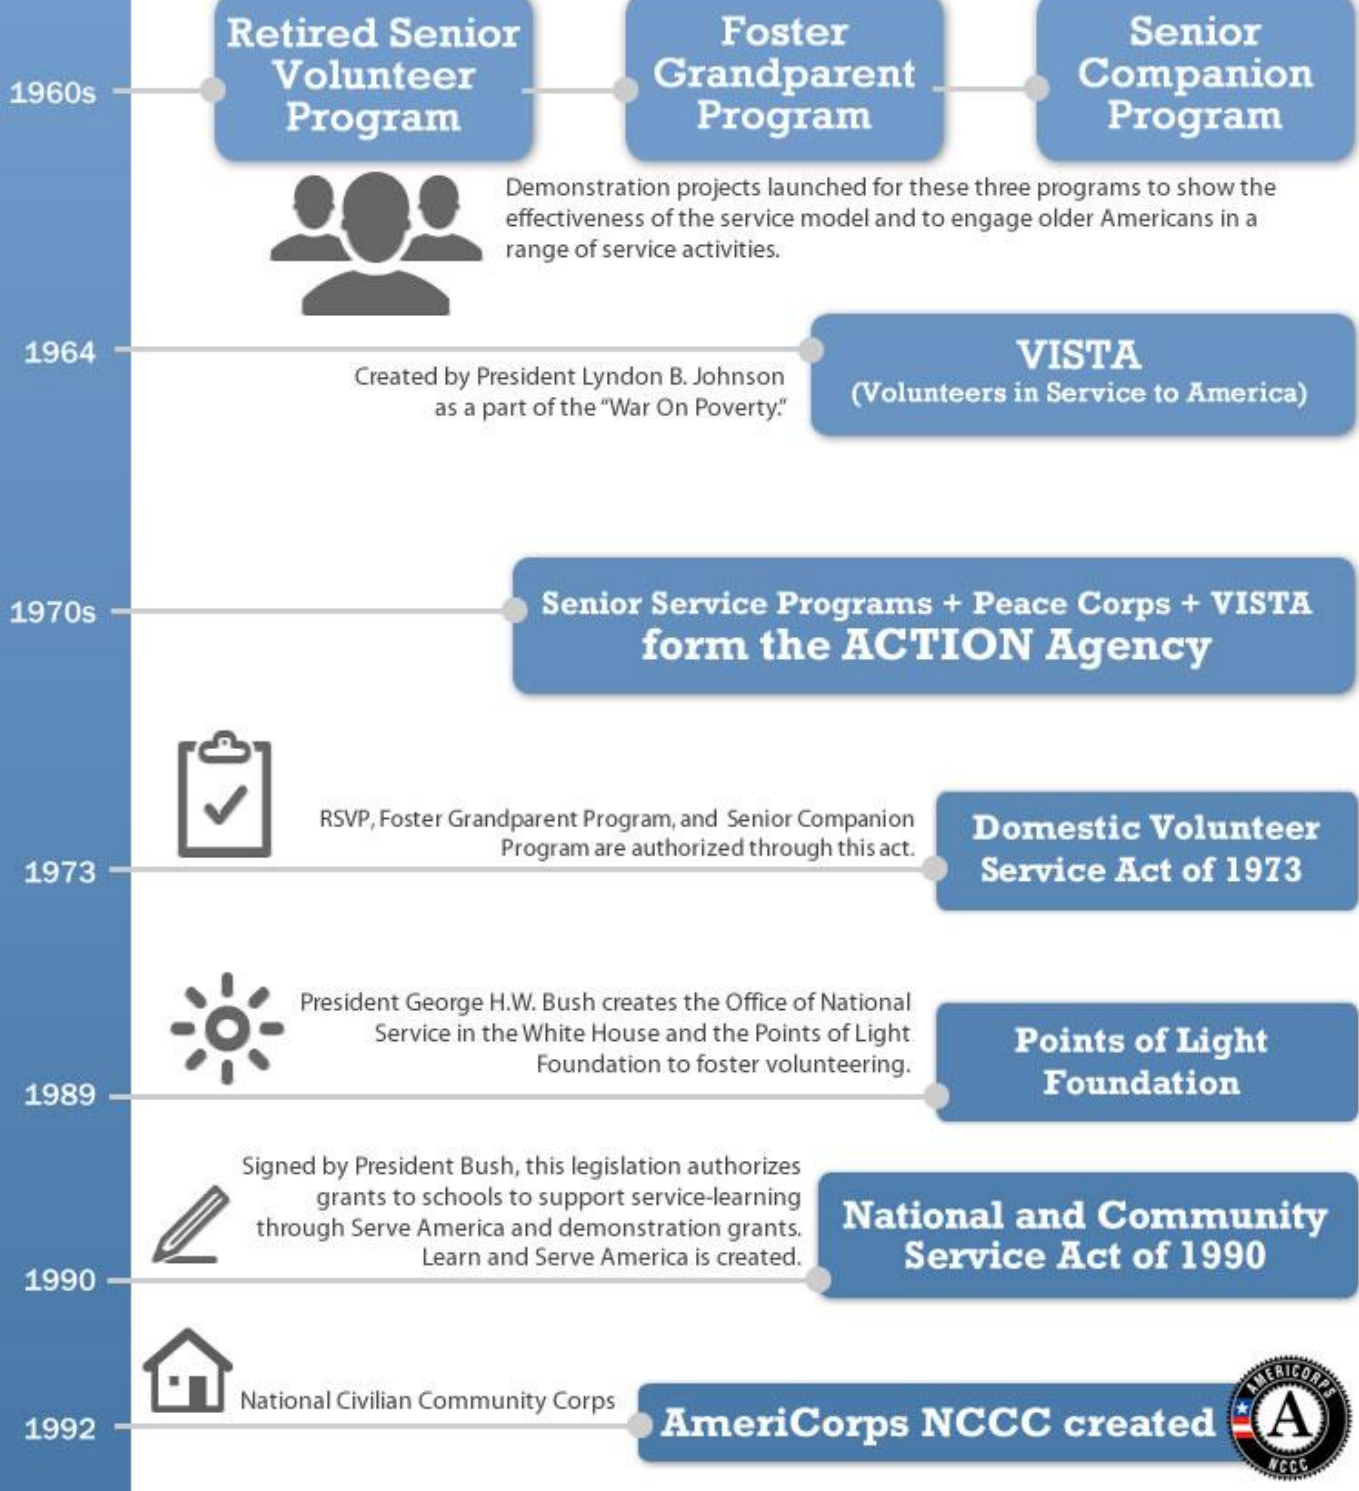 1960s
Retired Senior
Volunteer
Program
Foster
Grandparent
Program
Senior
Companion
Program
Demonstration projects launched for these three programs to show the
effectiveness of the service model and to engage older Americans in a
range of service activities.
1964
Created by President Lyndon B. Johnson
as a part of the “War On Poverty.”
VISTA
(Volunteers in Service to America)
1970s
Senior Service Programs + Peace Corps + VISTA
form the ACTION Agency
1973
RSVP, Foster Grandparent Program, and Senior Companion
Program are authorized through this act.
Domestic Volunteer
Service Act of 1973
1989
President George H.W. Bush creates the Office of National
Service in the White House and the Points of Light
Foundation to foster volunteering.
Points of Light
Foundation
1990
Signed by President Bush, this legislation authorizes
grants to schools to support service-learning
through Serve America and demonstration grants.
Learn and Serve America is created.
National and Community
Service Act of 1990
1992
National Civilian Community Corps
AmeriCorps NCCC created
AMERICORPS
A
NCCC